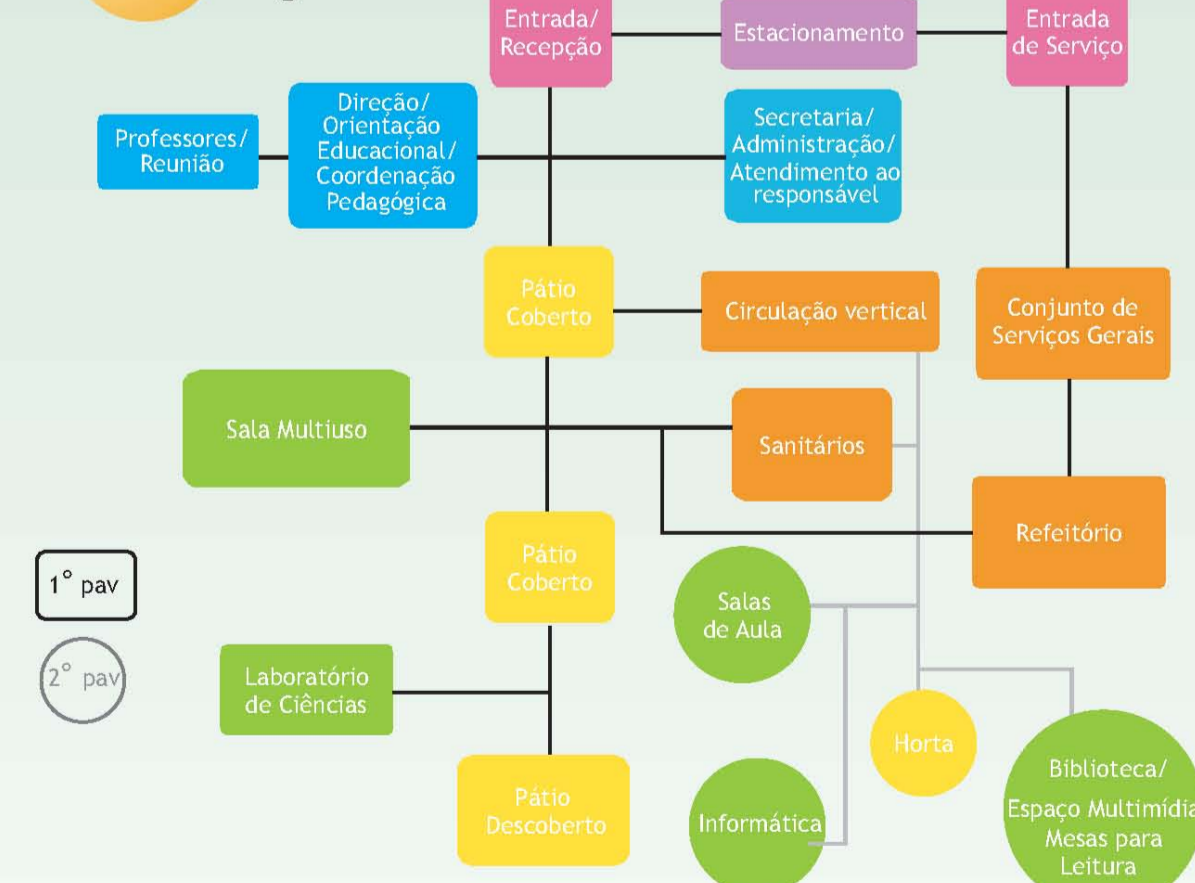 Entrada/
Recepção
Estacionamento
Entrada
de Serviço
Professores/
Reunião
Direção/
Orientação
Educacional/
Coordenação
Pedagógica
Secretaria/
Administração/
Atendimento ao
responsável
Pátio
Coberto
Circulação vertical
Conjunto de
Serviços Gerais
Sala Multiuso
Sanitários
Refeitório
Pátio
Coberto
1° pav
2° pav
Salas
de Aula
Laboratório
de Ciências
Horta
Pátio
Descoberto
Informática
Biblioteca/
Espaço Multimídia
Mesas para
Leitura